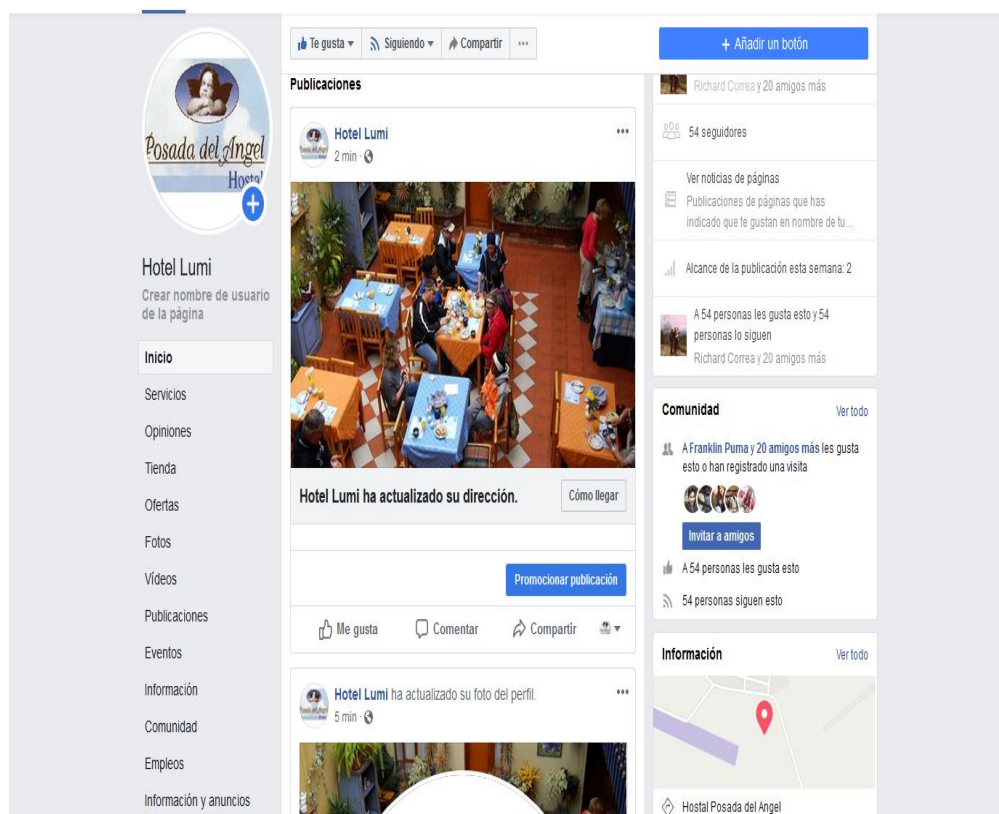 Posada del Angel
Hostal
Hotel Lumi
Crear nombre de usuario
de la página
Inicio
Servicios
Opiniones
Tienda
Ofertas
Fotos
Vídeos
Publicaciones
Eventos
Información
Comunidad
Empleos
Información y anuncios
Te gusta
Siguiendo
Compartir
Publicaciones
Hotel Lumi
2 min
Hotel Lumi ha actualizado su dirección.
Cómo llegar
Promocionar publicación
Me gusta
Comentar
Compartir
Hotel Lumi ha actualizado su foto del perfil.
5 min
+ Añadir un botón
Richard Correa y 20 amigos más
54 seguidores
Ver noticias de páginas
Publicaciones de páginas que has
indicado que te gustan en nombre de tu...
Alcance de la publicación esta semana: 2
A 54 personas les gusta esto y 54
personas lo siguen
Richard Correa y 20 amigos más
Comunidad
Ver todo
A Franklin Puma y 20 amigos más les gusta
esto o han registrado una visita
Invitar a amigos
A 54 personas les gusta esto
54 personas siguen esto
Información
Ver todo
Hostal Posada del Angel